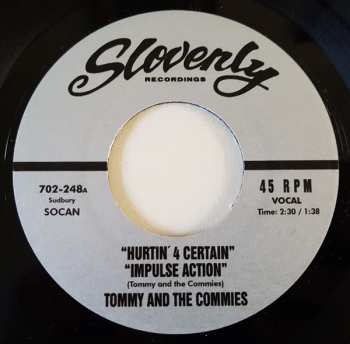 Slovenly
RECORDINGS
702-248A
Sudbury
SOCAN
45 RPM
VOCAL
Time: 2:30 / 1:38
"HURTIN' 4 CERTAIN"
"IMPULSE ACTION"
(Tommy and the Commies)
TOMMY AND THE COMMIES